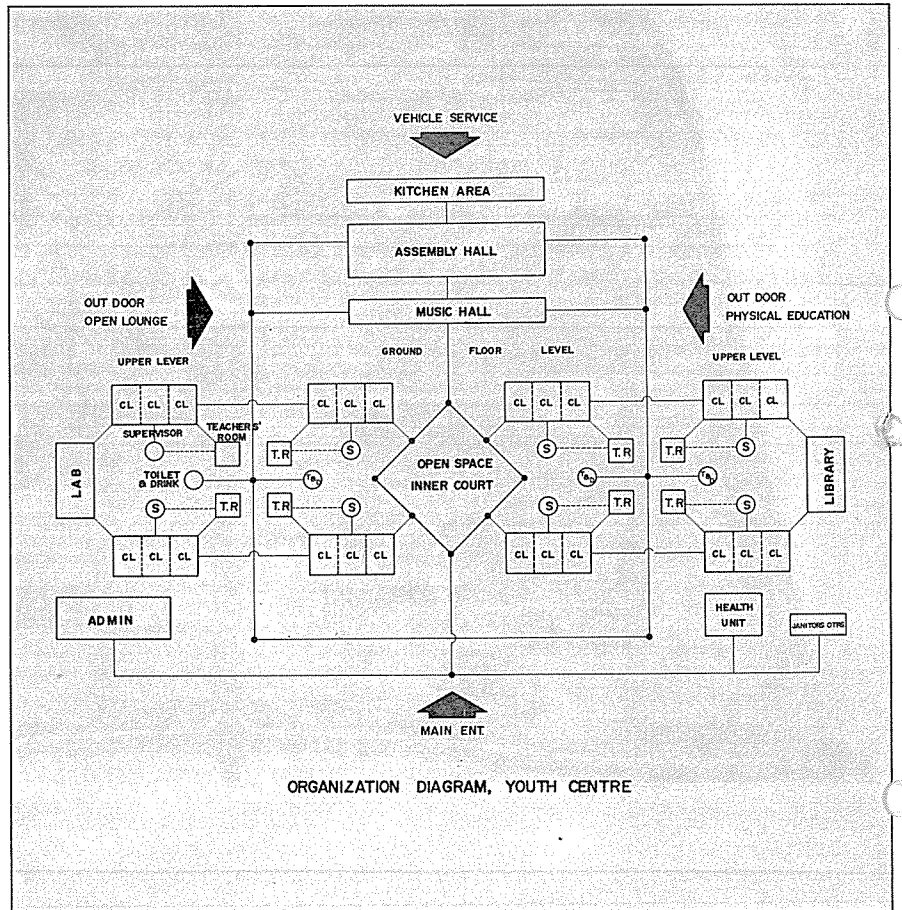 VEHICLE SERVICE
KITCHEN AREA
ASSEMBLY HALL
OUT DOOR
OPEN LOUNGE
MUSIC HALL
OUT DOOR
PHYSICAL EDUCATION
GROUND FLOOR LEVEL
UPPER LEVER
UPPER LEVEL
CL CL CL
CL CL CL
CL CL CL
CL CL CL
SUPERVISOR
TEACHERS'
ROOM
T.R
S
S
T.R
T.R
S
LAB
OPEN SPACE
INNER COURT
LIBRARY
TOILET
& DRINK
T&D
T&D
T&D
S
T.R
T.R
S
S
T.R
T.R
S
CL CL CL
CL CL CL
CL CL CL
CL CL CL
ADMIN
HEALTH
UNIT
JANITORS QTRS
MAIN ENT.
ORGANIZATION DIAGRAM, YOUTH CENTRE